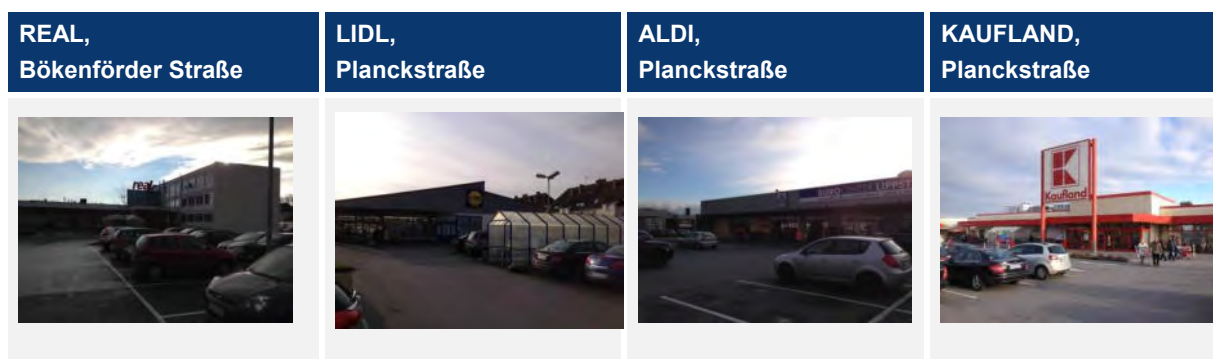 REAL,
Bökenförder Straße
LIDL,
Planckstraße
ALDI,
Planckstraße
KAUFLAND,
Planckstraße
real
K
Kaufland